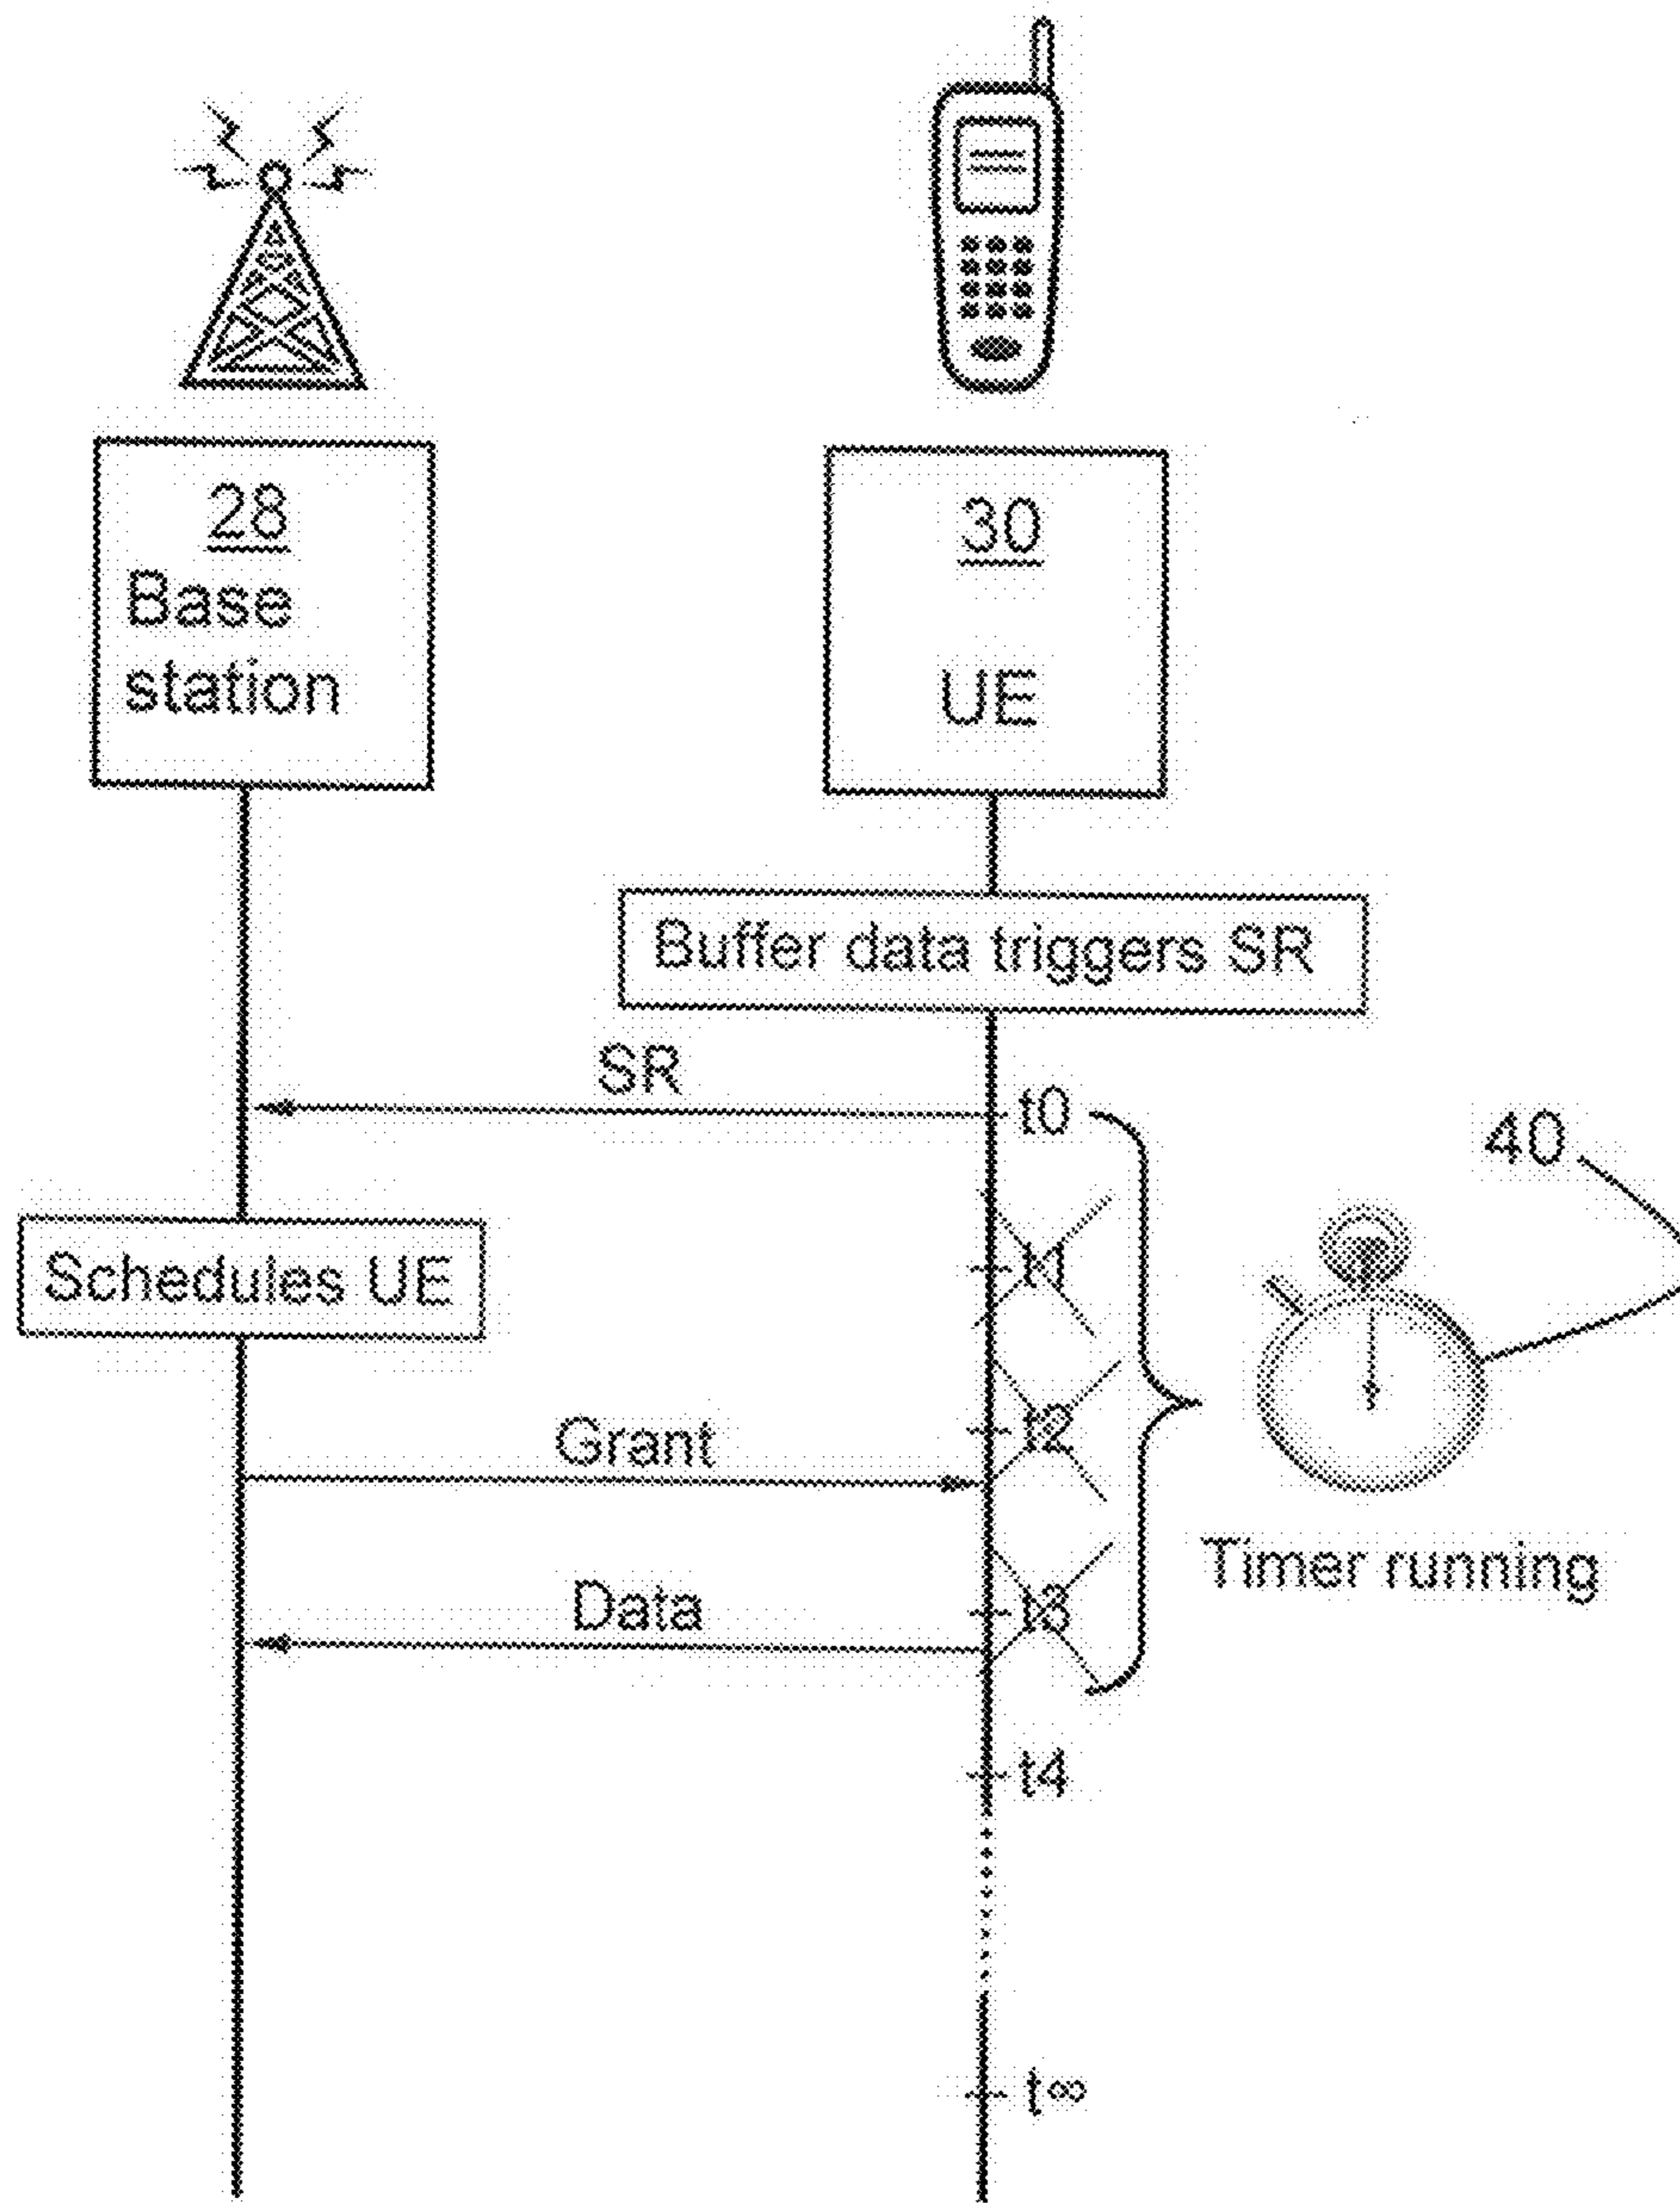 28
Base
station
30
UE
Buffer data triggers SR
SR
t0
40
t1
Schedules UE
t2
Grant
Timer running
Data
t3
t4
t∞